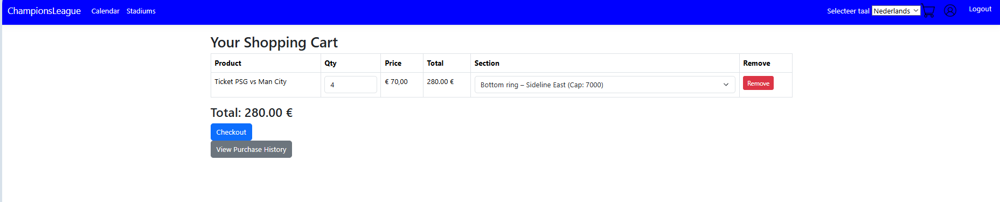 ChampionsLeague Calendar Stadiums Selecteer taal Nederlands Logout
Your Shopping Cart
Product Qty Price Total Section Remove
Ticket PSG vs Man City 4 € 70,00 280.00 € Bottom ring – Sideline East (Cap: 7000) Remove
Total: 280.00 €
Checkout
View Purchase History